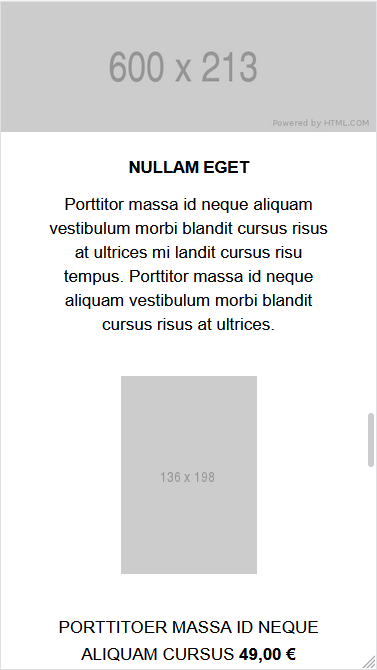 600 x 213
Powered by HTML.COM
NULLAM EGET
Porttitor massa id neque aliquam
vestibulum morbi blandit cursus risus
at ultrices mi landit cursus risu
tempus. Porttitor massa id neque
aliquam vestibulum morbi blandit
cursus risus at ultrices.
136 x 198
PORTTITOER MASSA ID NEQUE
ALIQUAM CURSUS 49,00 €